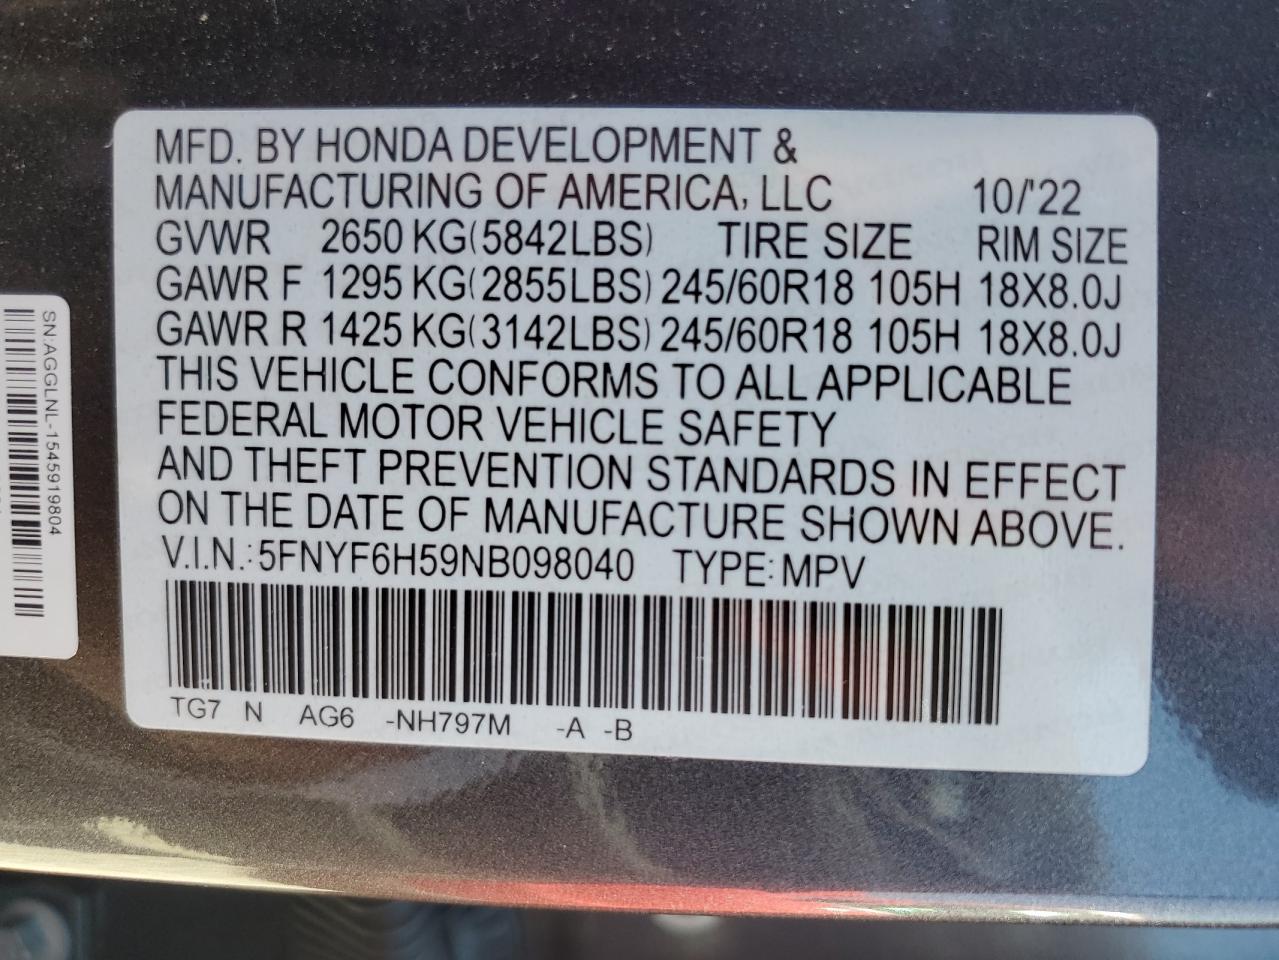 MFD. BY HONDA DEVELOPMENT &
MANUFACTURING OF AMERICA, LLC 10/'22
GVWR 2650 KG(5842LBS) TIRE SIZE RIM SIZE
GAWR F 1295 KG(2855LBS) 245/60R18 105H 18X8.0J
GAWR R 1425 KG(3142LBS) 245/60R18 105H 18X8.0J
THIS VEHICLE CONFORMS TO ALL APPLICABLE
FEDERAL MOTOR VEHICLE SAFETY
AND THEFT PREVENTION STANDARDS IN EFFECT
ON THE DATE OF MANUFACTURE SHOWN ABOVE.
V.I.N.: 5FNYF6H59NB098040 TYPE: MPV
TG7 N AG6 -NH797M -A -B
SN:AGGLNL-1545919804